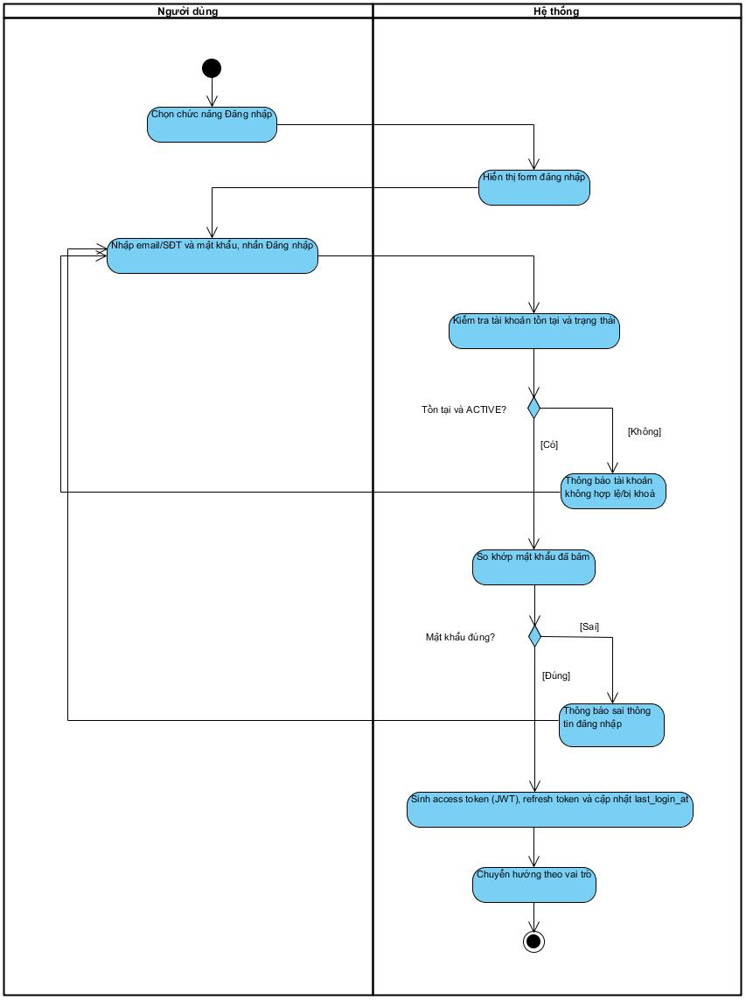 Người dùng
Hệ thống
Chọn chức năng Đăng nhập
Hiển thị form đăng nhập
Nhập email/SĐT và mật khẩu, nhấn Đăng nhập
Kiểm tra tài khoản tồn tại và trạng thái
Tồn tại và ACTIVE?
[Không]
[Có]
Thông báo tài khoản
không hợp lệ/bị khoá
So khớp mật khẩu đã băm
[Sai]
Mật khẩu đúng?
[Đúng]
Thông báo sai thông
tin đăng nhập
Sinh access token (JWT), refresh token và cập nhật last_login_at
Chuyển hướng theo vai trò